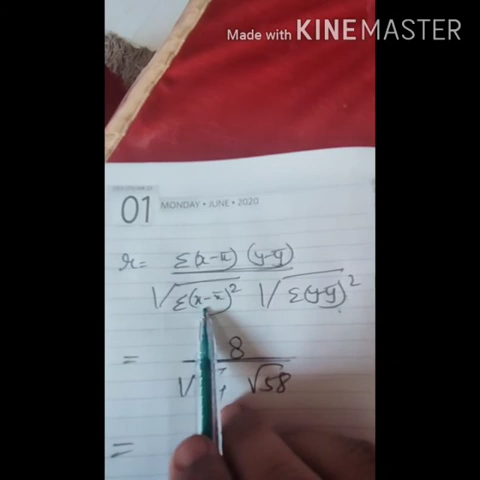 Made with KINEMASTER
01 MONDAY • JUNE • 2020
r = Σ(x-x̄) (y-ȳ)
√Σ(x-x̄)² √Σ(y-ȳ)²
= 8
√ √58
=